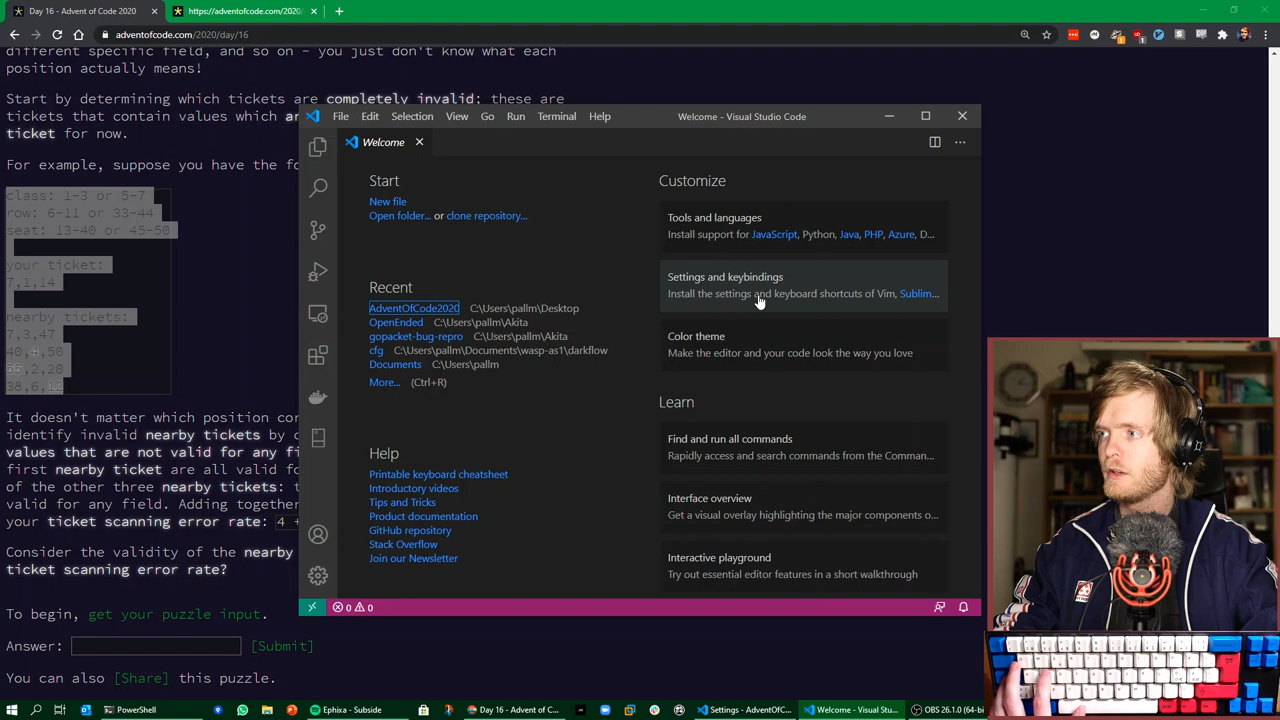 Day 16 - Advent of Code 2020
https://adventofcode.com/2020/
adventofcode.com/2020/day/16
different specific field, and so on – you just don't know what each
position actually means!
Start by determining which tickets are completely invalid; these are
tickets that contain values which
ticket for now.
For example, suppose you have the
class: 1-3 or 5-7
row: 6-11 or 33-44
seat: 13-40 or 45-50
your ticket:
nearby tickets:
7,3,47
40,4,50
55,2,20
38,6,12
It doesn't matter which position
identify invalid nearby tickets by
values that are not valid for any
first nearby ticket are all valid
of the other three nearby tickets:
valid for any field. Adding together
your ticket scanning error rate: 4 +
Consider the validity of the nearby
ticket scanning error rate?
To begin, get your puzzle input.
Answer: [Submit]
You can also [Share] this puzzle.
File Edit Selection View Go Run Terminal Help
Welcome - Visual Studio Code
Welcome
Start
New file
Open folder... or clone repository...
Recent
AdventOfCode2020 C:\Users\pallm\Desktop
OpenEnded C:\Users\pallm\Akita
gopacket-bug-repro C:\Users\pallm\Akita
cfg C:\Users\pallm\Documents\wasp-as1\darkflow
Documents C:\Users\pallm
More... (Ctrl+R)
Help
Printable keyboard cheatsheet
Introductory videos
Tips and Tricks
Product documentation
GitHub repository
Stack Overflow
Join our Newsletter
Customize
Tools and languages
Install support for JavaScript, Python, Java, PHP, Azure, D...
Settings and keybindings
Install the settings and keyboard shortcuts of Vim, Sublim...
Color theme
Make the editor and your code look the way you love
Learn
Find and run all commands
Rapidly access and search commands from the Comman...
Interface overview
Get a visual overlay highlighting the major components o...
Interactive playground
Try out essential editor features in a short walkthrough
0 0
PowerShell
Ephixa - Subside
Day 16 - Advent of C...
Settings - AdventOfC...
Welcome - Visual Stu...
OBS 26.1.0 (64-bi